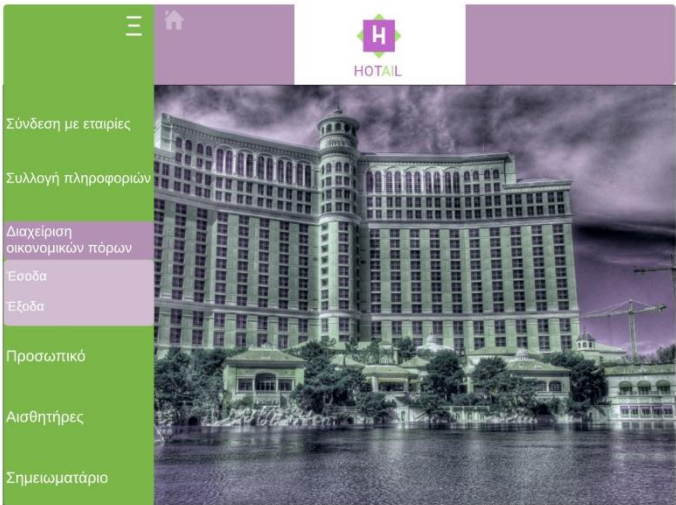 H
HOTAIL
Σύνδεση με εταιρίες
Συλλογή πληροφοριών
Διαχείριση
οικονομικών πόρων
Έσοδα
Έξοδα
Προσωπικό
Αισθητήρες
Σημειωματάριο